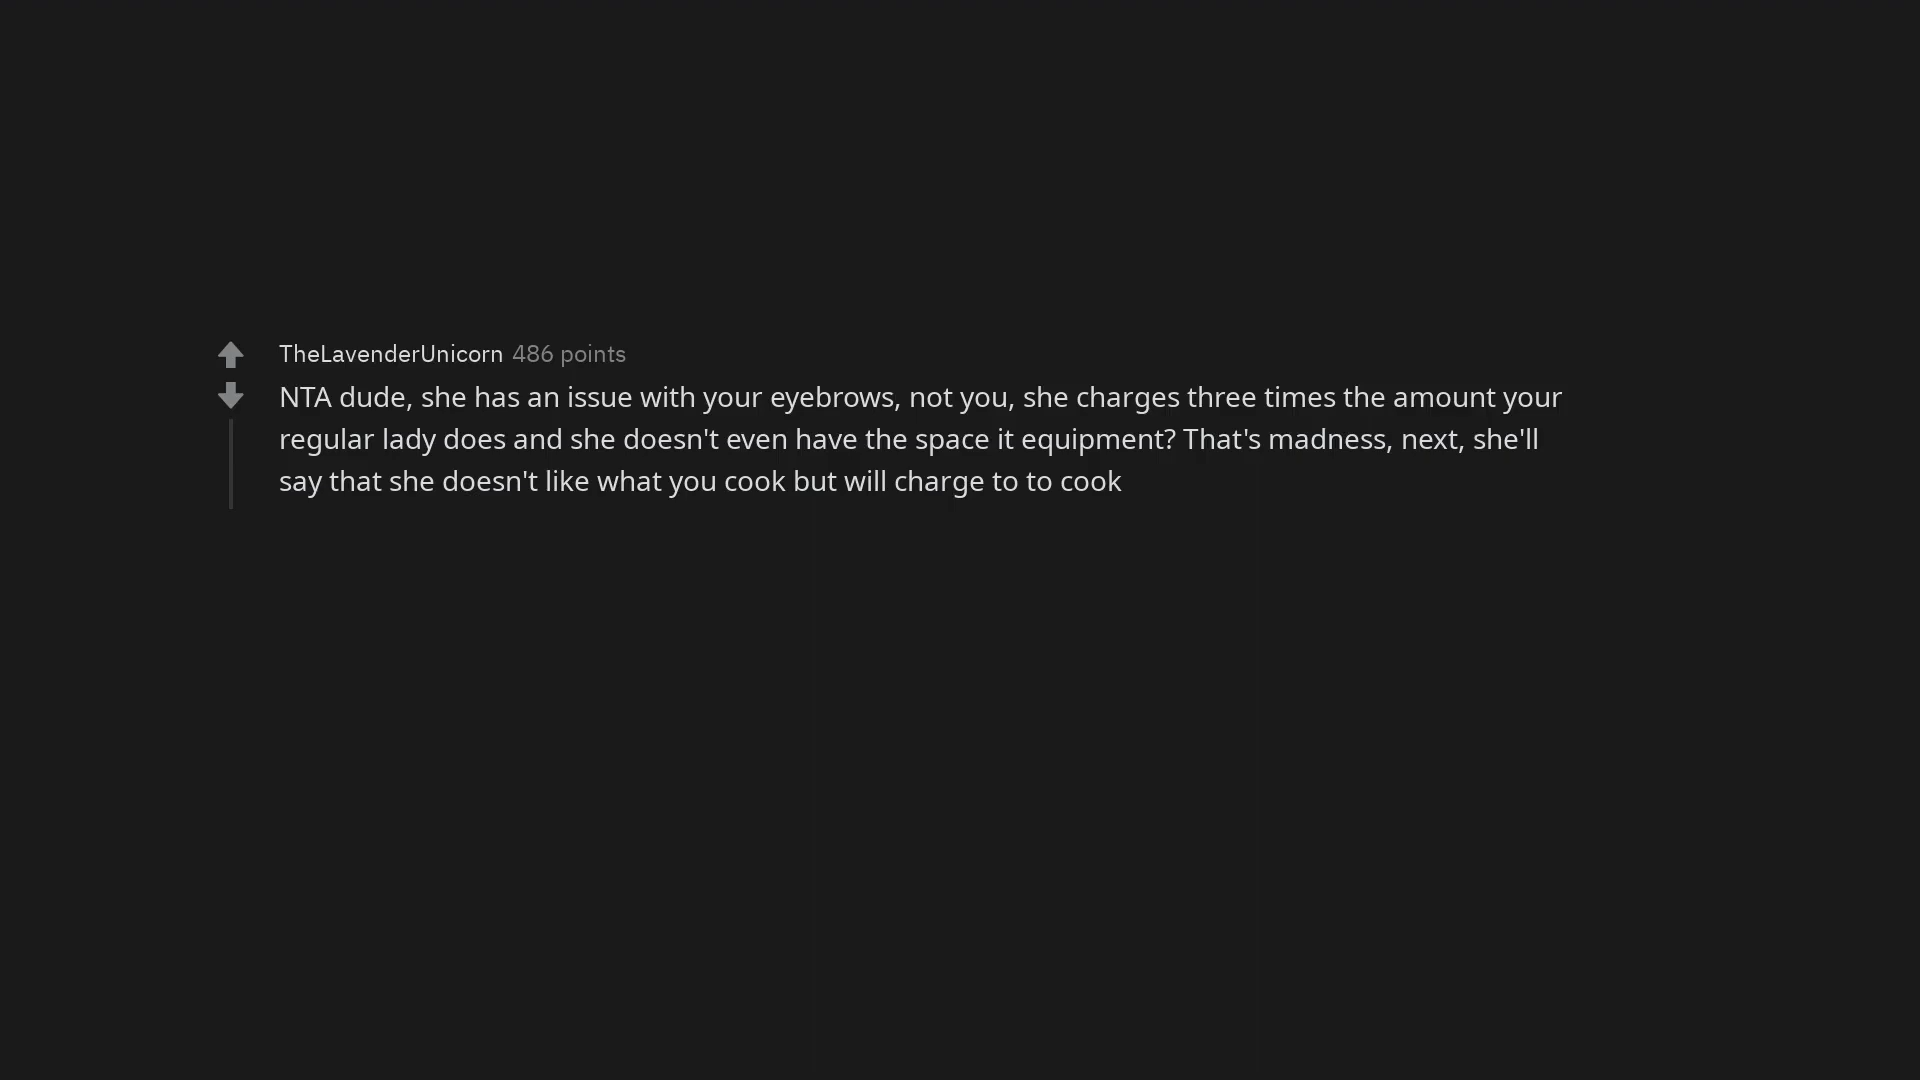 TheLavenderUnicorn 486 points
NTA dude, she has an issue with your eyebrows, not you, she charges three times the amount your
regular lady does and she doesn't even have the space it equipment? That's madness, next, she'll
say that she doesn't like what you cook but will charge to to cook